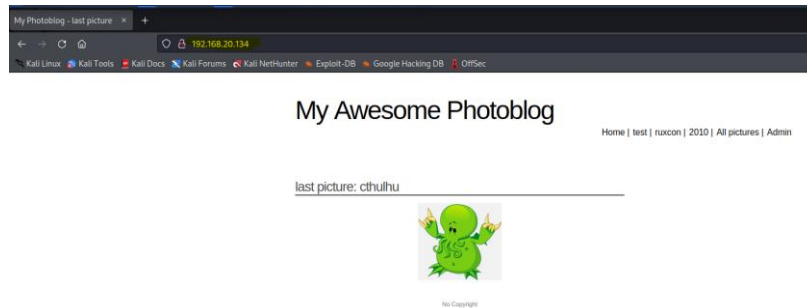 My Photoblog - last picture
192.168.20.134
Kali Linux Kali Tools Kali Docs Kali Forums Kali NetHunter Exploit-DB Google Hacking DB OffSec
My Awesome Photoblog
Home | test | ruxcon | 2010 | All pictures | Admin
last picture: cthulhu
No Copyright